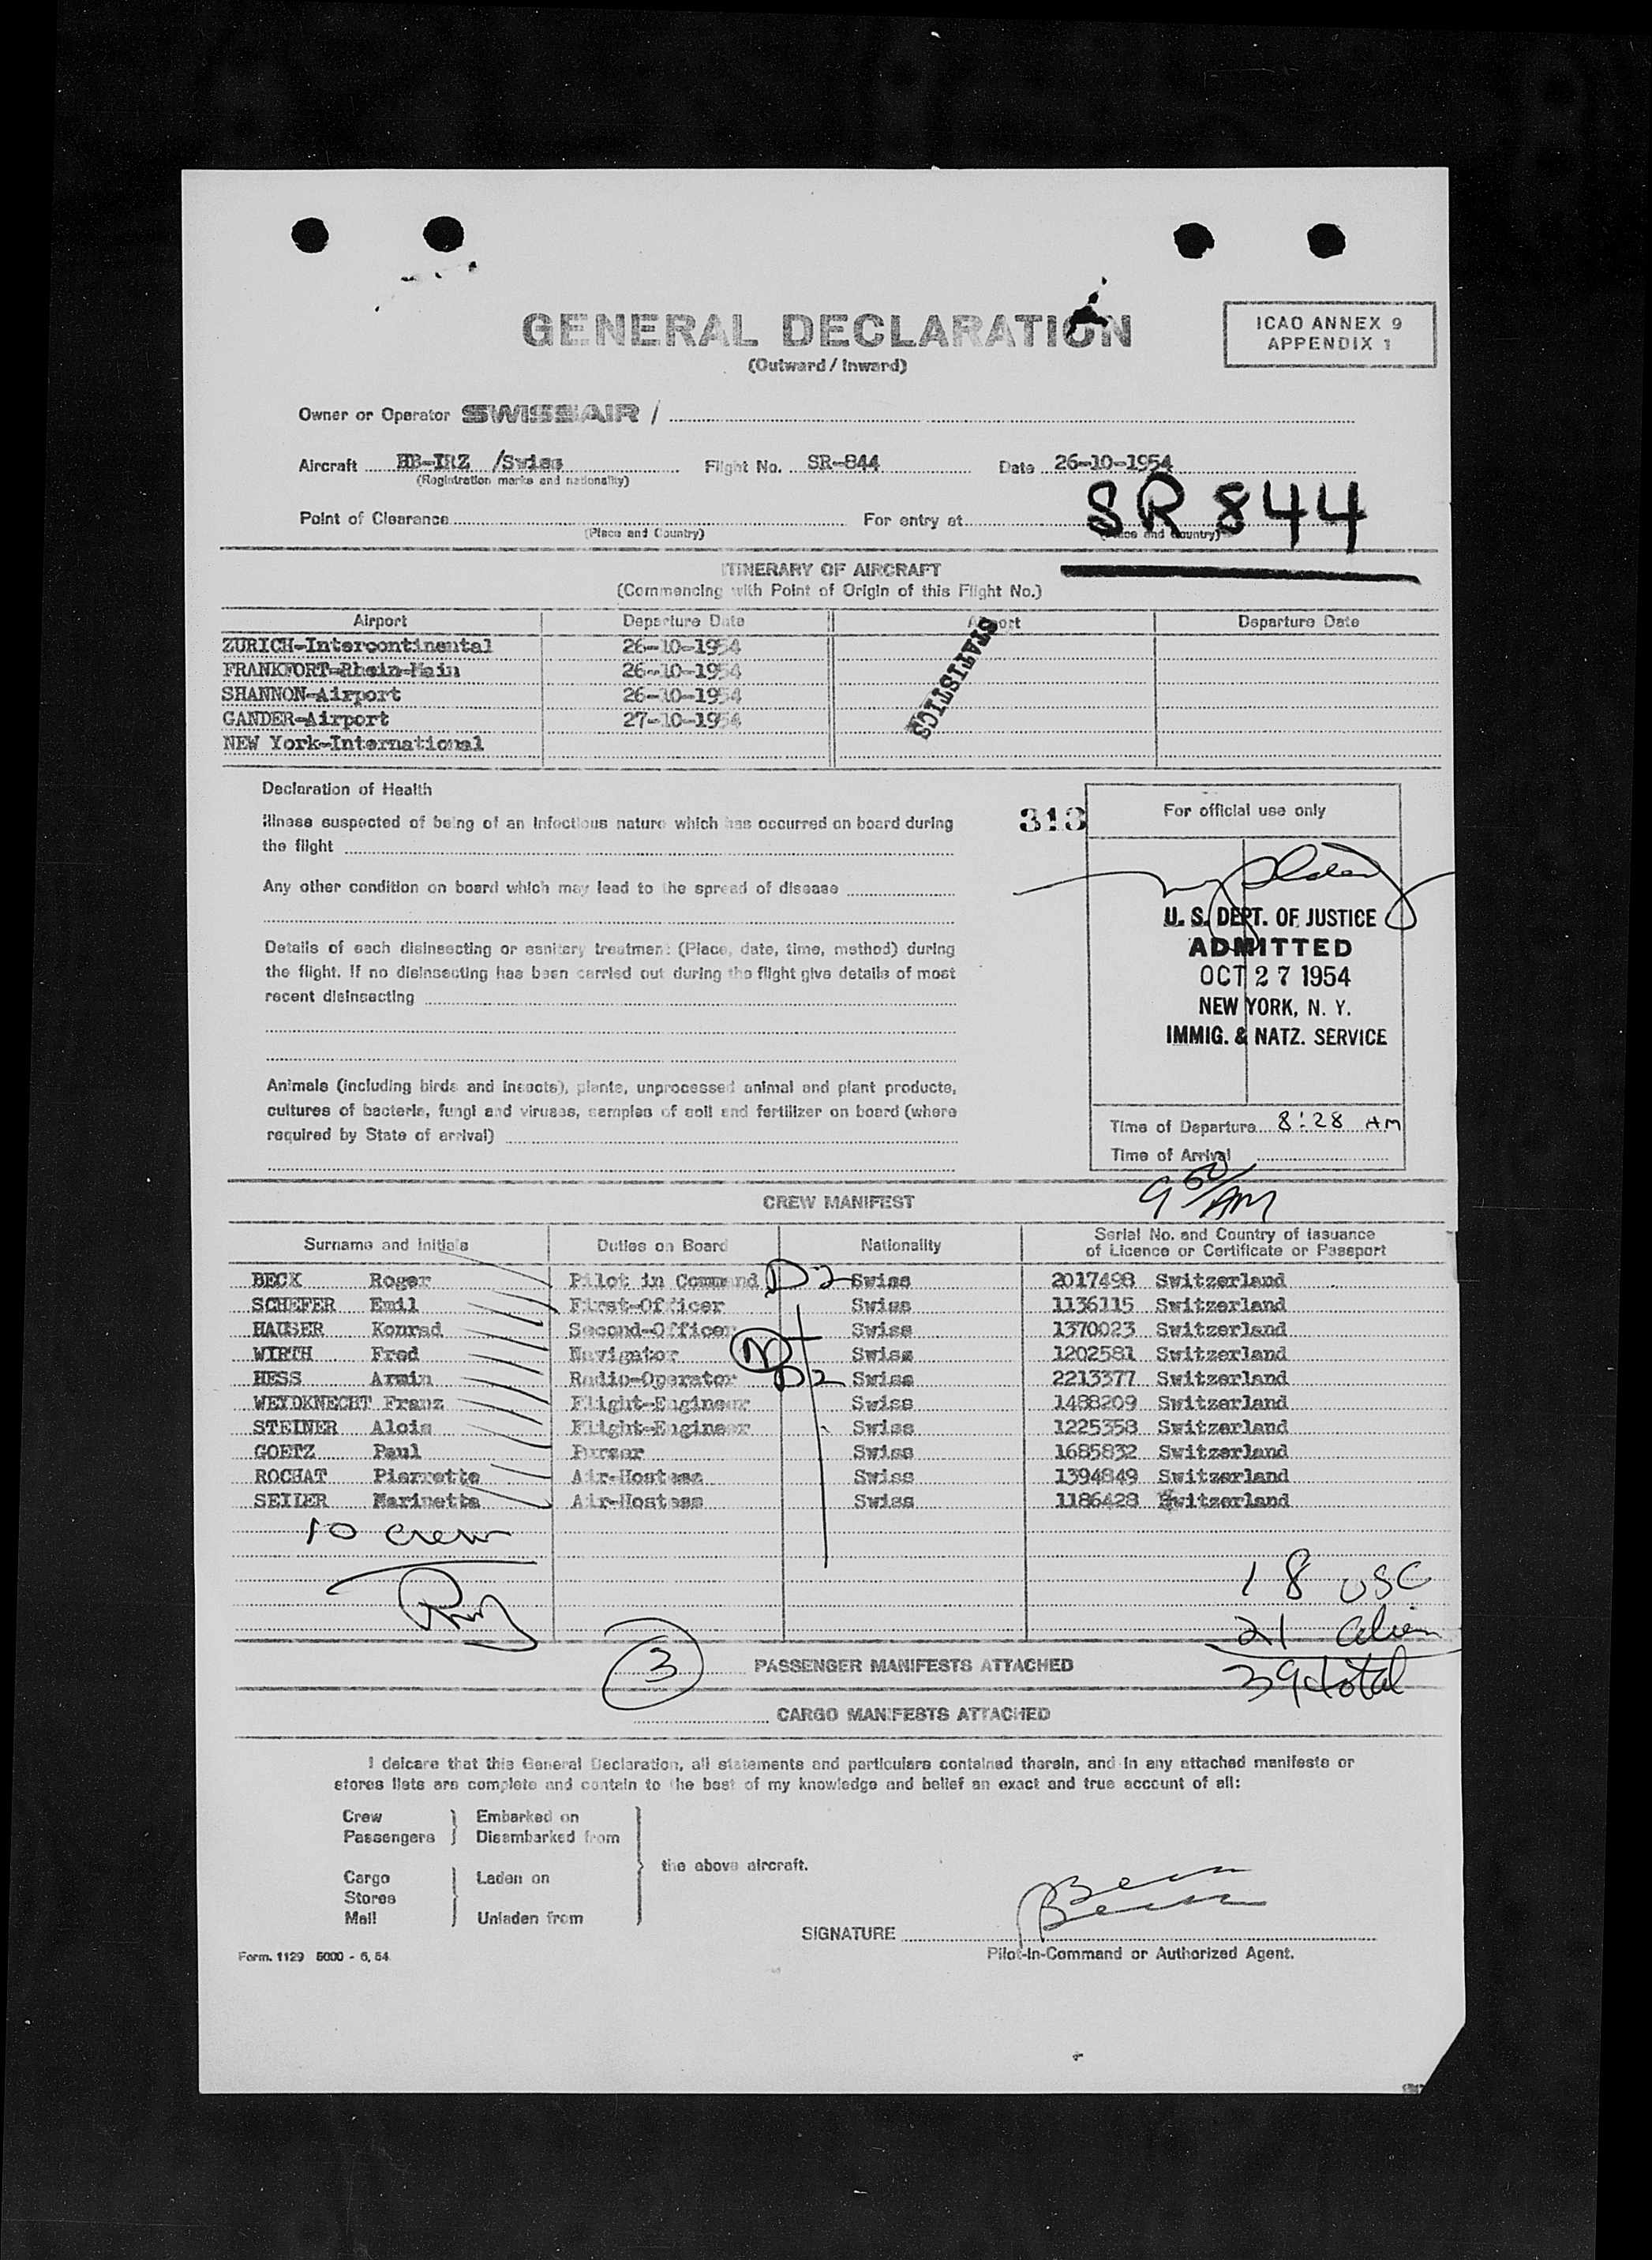 GENERAL DECLARATION
(Outward / Inward)
ICAO ANNEX 9
APPENDIX 1
Owner or Operator SWISSAIR /
Aircraft HB-IRZ /Swiss Flight No. SR-844 Date 26-10-1954
(Registration marks and nationality)
SR 844
Point of Clearance For entry at
(Place and Country) (Place and Country)
ITINERARY OF AIRCRAFT
(Commencing with Point of Origin of this Flight No.)
Airport Departure Date Airport Departure Date
ZURICH-Intercontinental 26-10-1954
FRANKFORT-Rhein-Main 26-10-1954
SHANNON-Airport 26-10-1954
GANDER-Airport 27-10-1954
NEW York-International
STATISTICS
Declaration of Health
Illness suspected of being of an infectious nature which has occurred on board during
the flight
Any other condition on board which may lead to the spread of disease
Details of each disinsecting or sanitary treatment (Place, date, time, method) during
the flight. If no disinsecting has been carried out during the flight give details of most
recent disinsecting
Animals (including birds and insects), plants, unprocessed animal and plant products,
cultures of bacteria, fungi and viruses, samples of soil and fertilizer on board (where
required by State of arrival)
313
For official use only
U. S. DEPT. OF JUSTICE
ADMITTED
OCT 27 1954
NEW YORK, N. Y.
IMMIG. & NATZ. SERVICE
Time of Departure 8:28 AM
Time of Arrival
9 50 AM
CREW MANIFEST
Surname and Initials Duties on Board Nationality Serial No. and Country of Issuance
of Licence or Certificate or Passport
BECK Roger Pilot in Command D-2 Swiss 2017498 Switzerland
SCHEFER Emil First-Officer Swiss 1136115 Switzerland
HAUSER Konrad Second-Officer Swiss 1370023 Switzerland
WIRTH Fred Navigator N Swiss 1202581 Switzerland
HESS Armin Radio-Operator D2 Swiss 2213377 Switzerland
WEYDKNECHT Franz Flight-Engineer Swiss 1488209 Switzerland
STEINER Alois Flight-Engineer Swiss 1225358 Switzerland
GOETZ Paul Purser Swiss 1685832 Switzerland
ROCHAT Pierrette Air-Hostess Swiss 1394849 Switzerland
SEILER Marinette Air-Hostess Swiss 1186428 Switzerland
10 crew
18 USC
21 alien
39 total
3 PASSENGER MANIFESTS ATTACHED
CARGO MANIFESTS ATTACHED
I delcare that this General Declaration, all statements and particulars contained therein, and in any attached manifests or
stores lists are complete and contain to the best of my knowledge and belief an exact and true account of all:
Crew Embarked on
Passengers Disembarked from
the above aircraft.
Cargo Laden on
Stores
Mail Unladen from
SIGNATURE
Pilot-in-Command or Authorized Agent.
Form. 1129 5000 - 6, 54